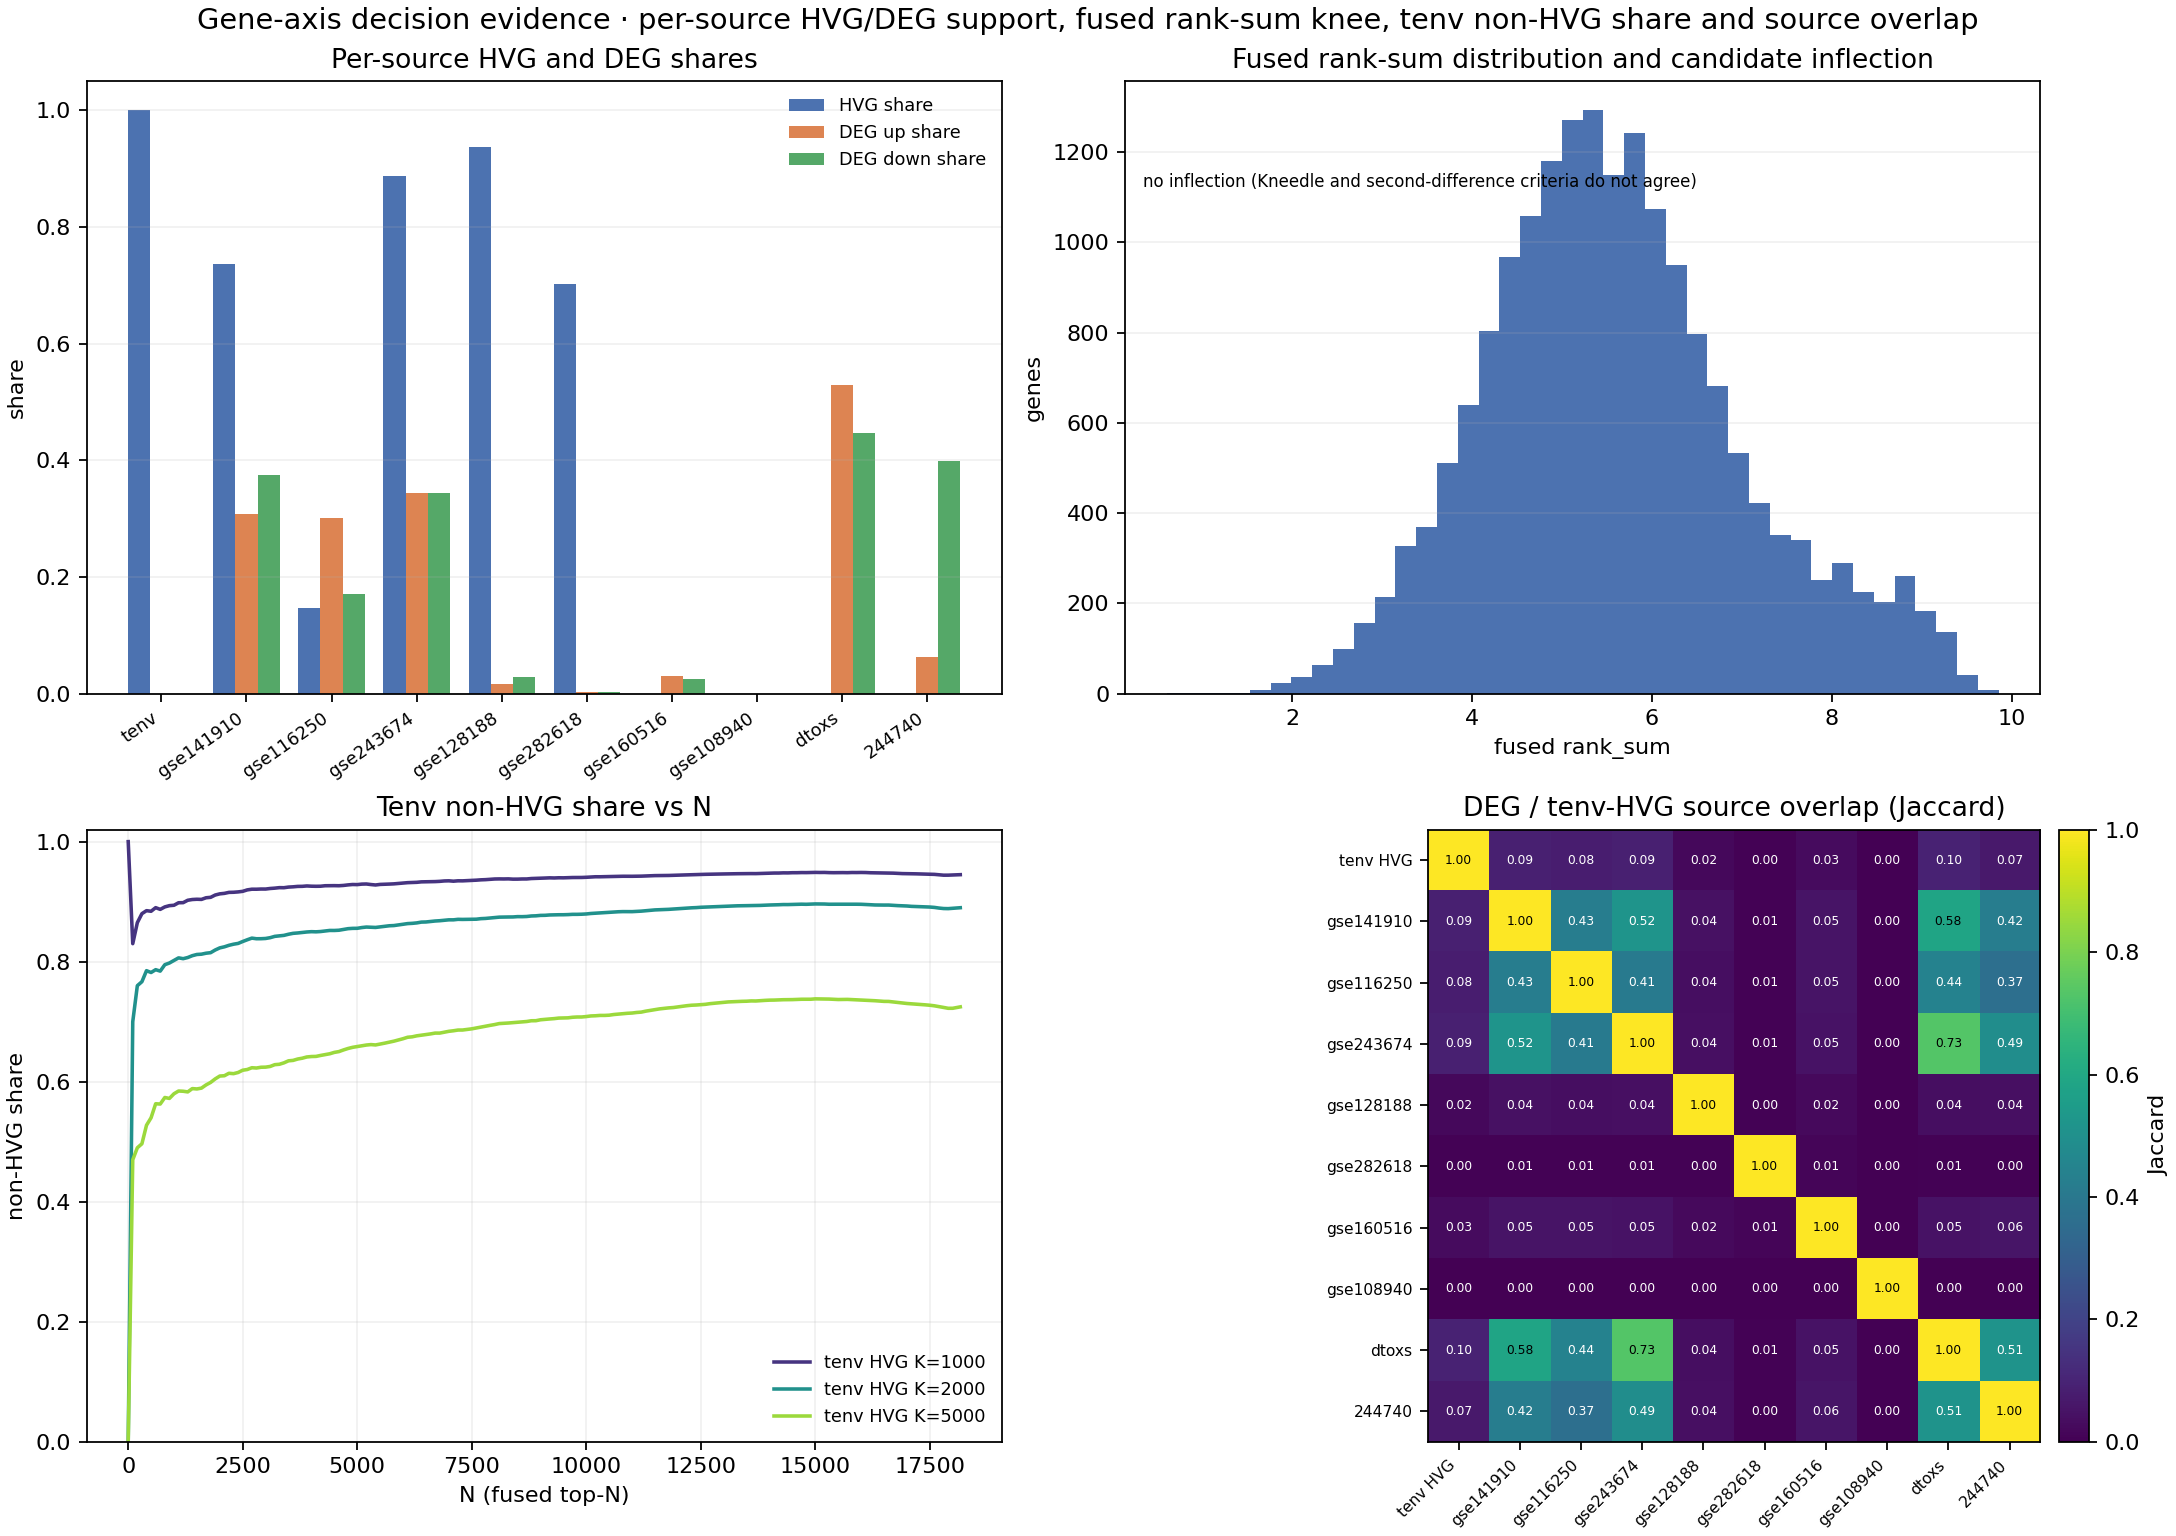 Gene-axis decision evidence · per-source HVG/DEG support, fused rank-sum knee, tenv non-HVG share and source overlap
Per-source HVG and DEG shares
share
1.0
0.8
0.6
0.4
0.2
0.0
HVG share
DEG up share
DEG down share
tenv
gse141910
gse116250
gse243674
gse128188
gse282618
gse160516
gse108940
dtoxs
244740
Fused rank-sum distribution and candidate inflection
genes
1200
1000
800
600
400
200
0
no inflection (Kneedle and second-difference criteria do not agree)
2 4 6 8 10
fused rank_sum
Tenv non-HVG share vs N
non-HVG share
1.0
0.8
0.6
0.4
0.2
0.0
tenv HVG K=1000
tenv HVG K=2000
tenv HVG K=5000
0 2500 5000 7500 10000 12500 15000 17500
N (fused top-N)
DEG / tenv-HVG source overlap (Jaccard)
tenv HVG 1.00 0.09 0.08 0.09 0.02 0.00 0.03 0.00 0.10 0.07
gse141910 0.09 1.00 0.43 0.52 0.04 0.01 0.05 0.00 0.58 0.42
gse116250 0.08 0.43 1.00 0.41 0.04 0.01 0.05 0.00 0.44 0.37
gse243674 0.09 0.52 0.41 1.00 0.04 0.01 0.05 0.00 0.73 0.49
gse128188 0.02 0.04 0.04 0.04 1.00 0.00 0.02 0.00 0.04 0.04
gse282618 0.00 0.01 0.01 0.01 0.00 1.00 0.01 0.00 0.01 0.00
gse160516 0.03 0.05 0.05 0.05 0.02 0.01 1.00 0.00 0.05 0.06
gse108940 0.00 0.00 0.00 0.00 0.00 0.00 0.00 1.00 0.00 0.00
dtoxs 0.10 0.58 0.44 0.73 0.04 0.01 0.05 0.00 1.00 0.51
244740 0.07 0.42 0.37 0.49 0.04 0.00 0.06 0.00 0.51 1.00
tenv HVG
gse141910
gse116250
gse243674
gse128188
gse282618
gse160516
gse108940
dtoxs
244740
1.0
0.8
0.6
0.4
0.2
0.0
Jaccard